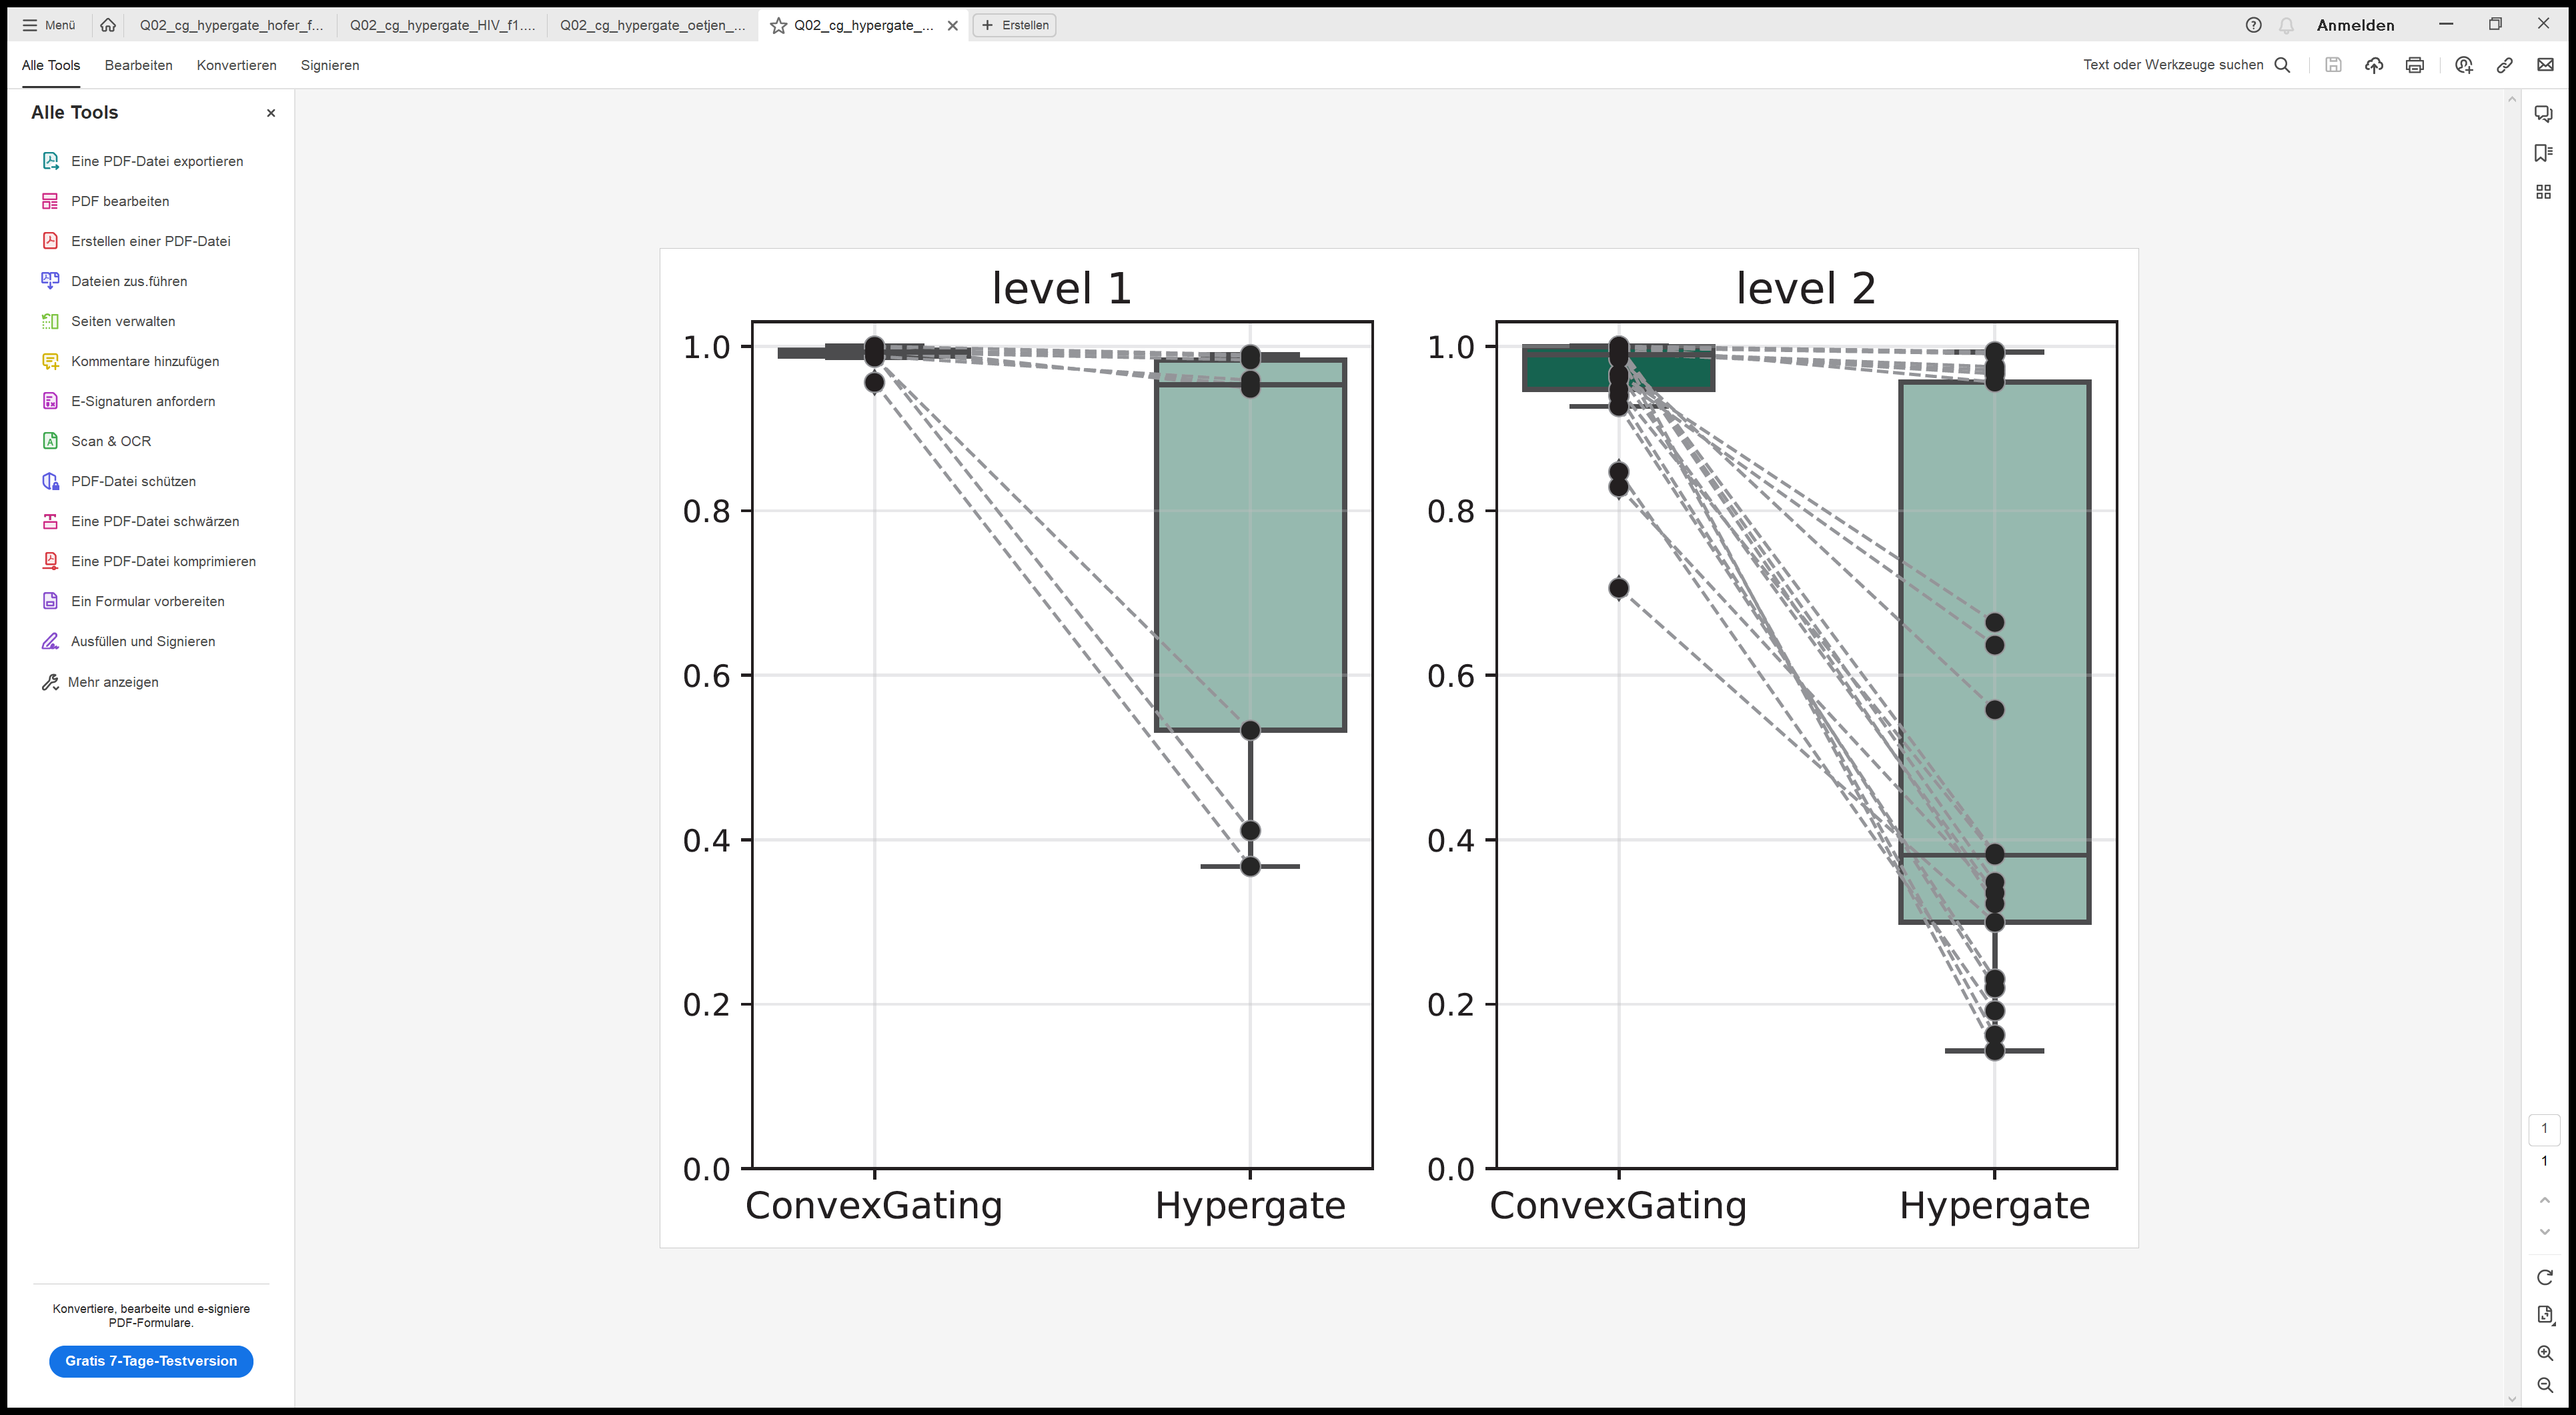 Menü
Q02_cg_hypergate_hofer_f...
Q02_cg_hypergate_HIV_f1....
Q02_cg_hypergate_oetjen_...
Q02_cg_hypergate_...
Erstellen
Anmelden
Alle Tools
Bearbeiten
Konvertieren
Signieren
Text oder Werkzeuge suchen
Alle Tools
Eine PDF-Datei exportieren
PDF bearbeiten
Erstellen einer PDF-Datei
Dateien zus.führen
Seiten verwalten
Kommentare hinzufügen
E-Signaturen anfordern
Scan & OCR
PDF-Datei schützen
Eine PDF-Datei schwärzen
Eine PDF-Datei komprimieren
Ein Formular vorbereiten
Ausfüllen und Signieren
Mehr anzeigen
Konvertiere, bearbeite und e-signiere
PDF-Formulare.
Gratis 7-Tage-Testversion
level 1
1.0
0.8
0.6
0.4
0.2
0.0
ConvexGating
Hypergate
level 2
1.0
0.8
0.6
0.4
0.2
0.0
ConvexGating
Hypergate
1
1